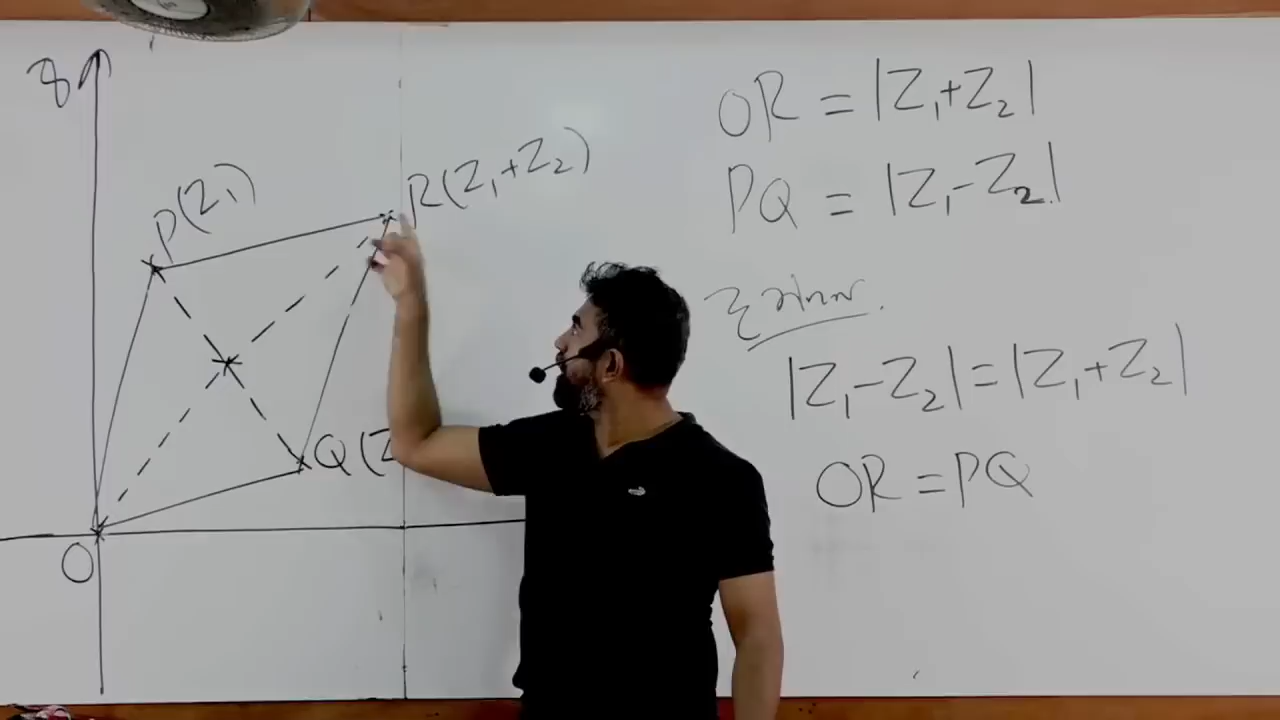 y
P(Z₁)
R(Z₁+Z₂)
Q(Z
O
OR = |Z₁+Z₂|
PQ = |Z₁-Z₂|
|Z₁-Z₂|=|Z₁+Z₂|
OR = PQ